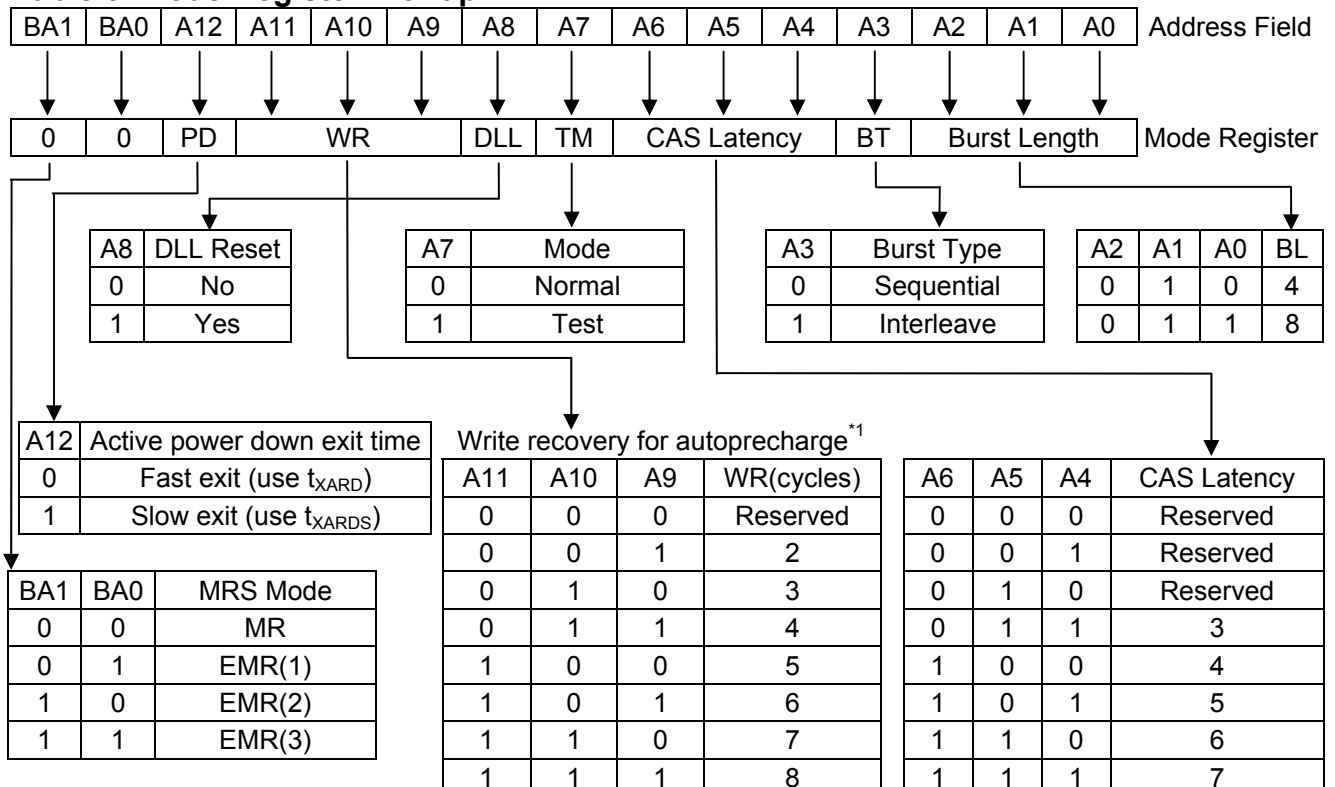 BA1 BA0 A12 A11 A10 A9 A8 A7 A6 A5 A4 A3 A2 A1 A0 Address Field
0 0 PD WR DLL TM CAS Latency BT Burst Length Mode Register
A8 DLL Reset
0 No
1 Yes
A7 Mode
0 Normal
1 Test
A3 Burst Type
0 Sequential
1 Interleave
A2 A1 A0 BL
0 1 0 4
0 1 1 8
A12 Active power down exit time
0 Fast exit (use tXARD)
1 Slow exit (use tXARDS)
BA1 BA0 MRS Mode
0 0 MR
0 1 EMR(1)
1 0 EMR(2)
1 1 EMR(3)
Write recovery for autoprecharge*1
A11 A10 A9 WR(cycles)
0 0 0 Reserved
0 0 1 2
0 1 0 3
0 1 1 4
1 0 0 5
1 0 1 6
1 1 0 7
1 1 1 8
A6 A5 A4 CAS Latency
0 0 0 Reserved
0 0 1 Reserved
0 1 0 Reserved
0 1 1 3
1 0 0 4
1 0 1 5
1 1 0 6
1 1 1 7